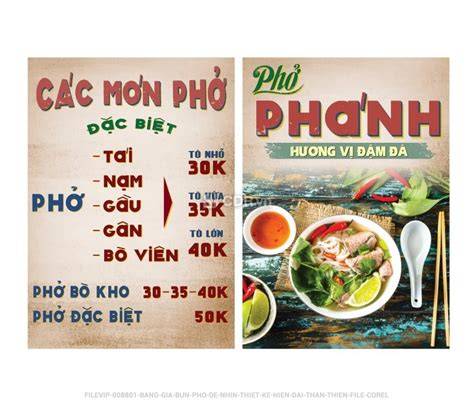 CÁC MÓN PHỞ
ĐẶC BIỆT
PHỞ
- TÁI
- NẠM
- GẦU
- GÂN
- BÒ VIÊN
TÔ NHỎ
30K
TÔ VỪA
35K
TÔ LỚN
40K
PHỞ BÒ KHO 30-35-40K
PHỞ ĐẶC BIỆT 50K
Phở
PHÁNH
HƯƠNG VỊ ĐẬM ĐÀ
FILEVIP-008801-BANG-GIA-BUN-PHO-DE-NHIN-THIET-KE-HIEN-DAI-THAN-THIEN-FILE-COREL